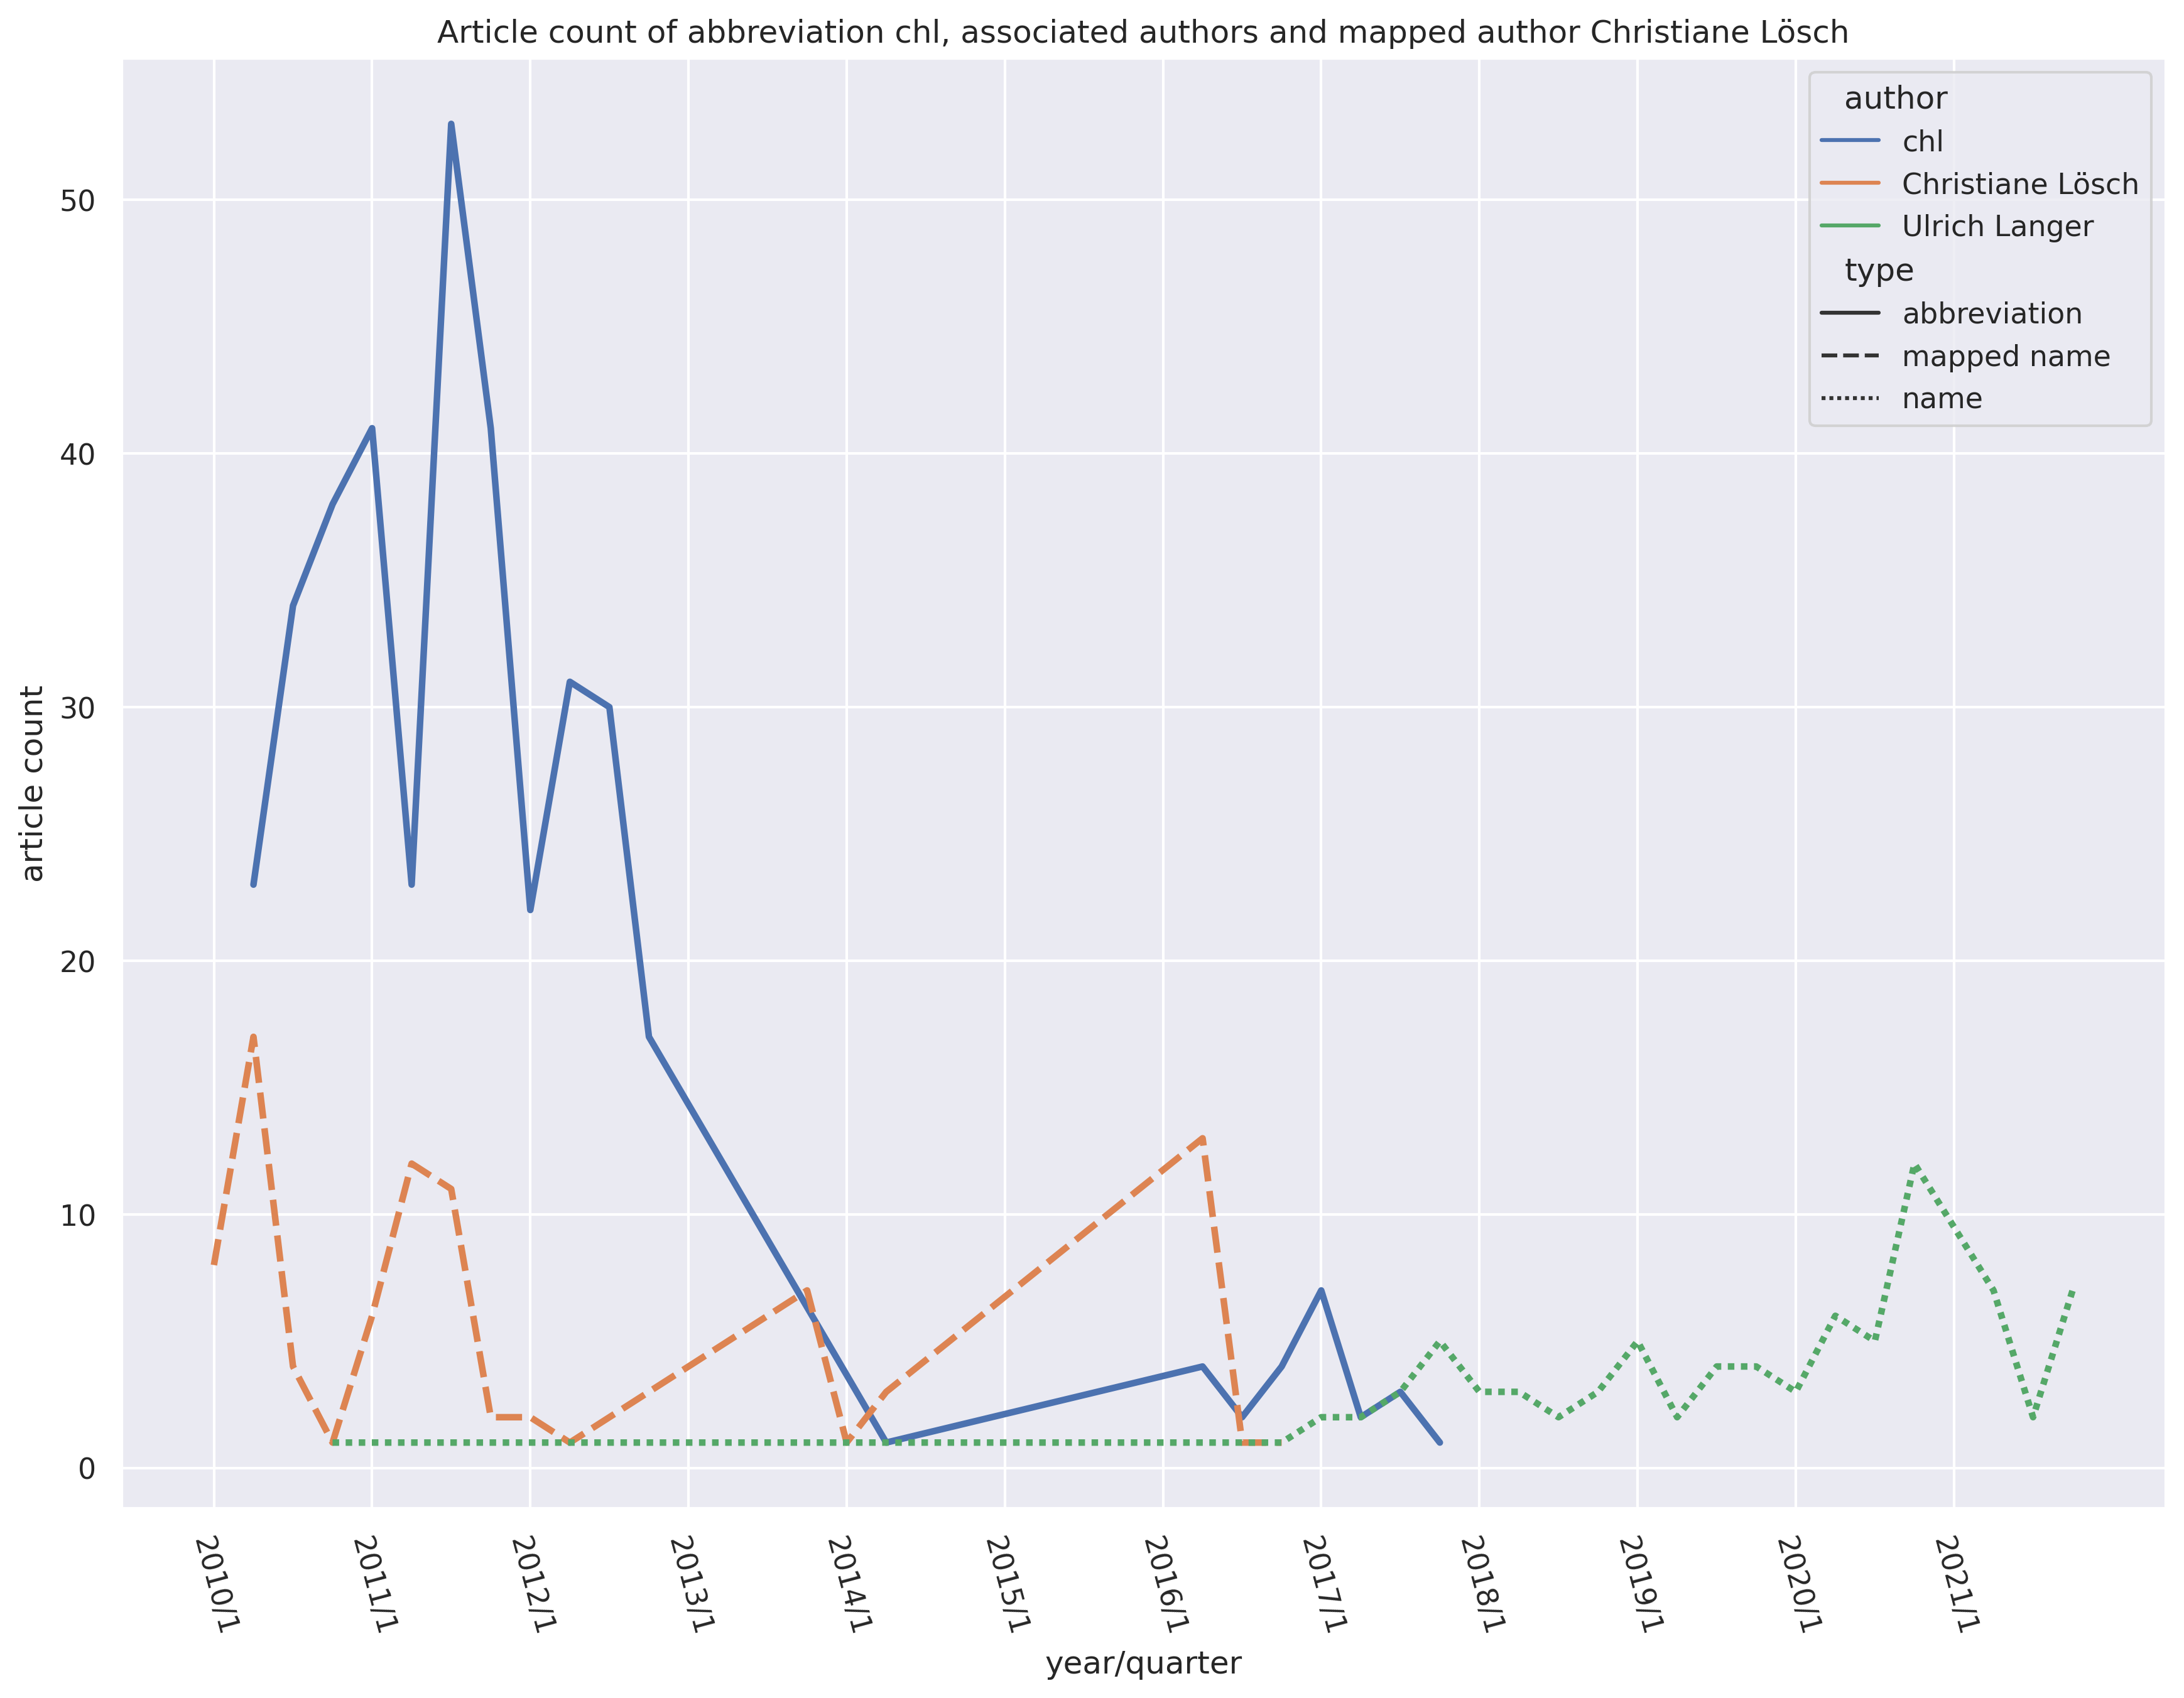 Article count of abbreviation chl, associated authors and mapped author Christiane Lösch
author
chl
Christiane Lösch
Ulrich Langer
type
abbreviation
mapped name
name
article count
50
40
30
20
10
0
2010/1
2011/1
2012/1
2013/1
2014/1
2015/1
2016/1
2017/1
2018/1
2019/1
2020/1
2021/1
year/quarter